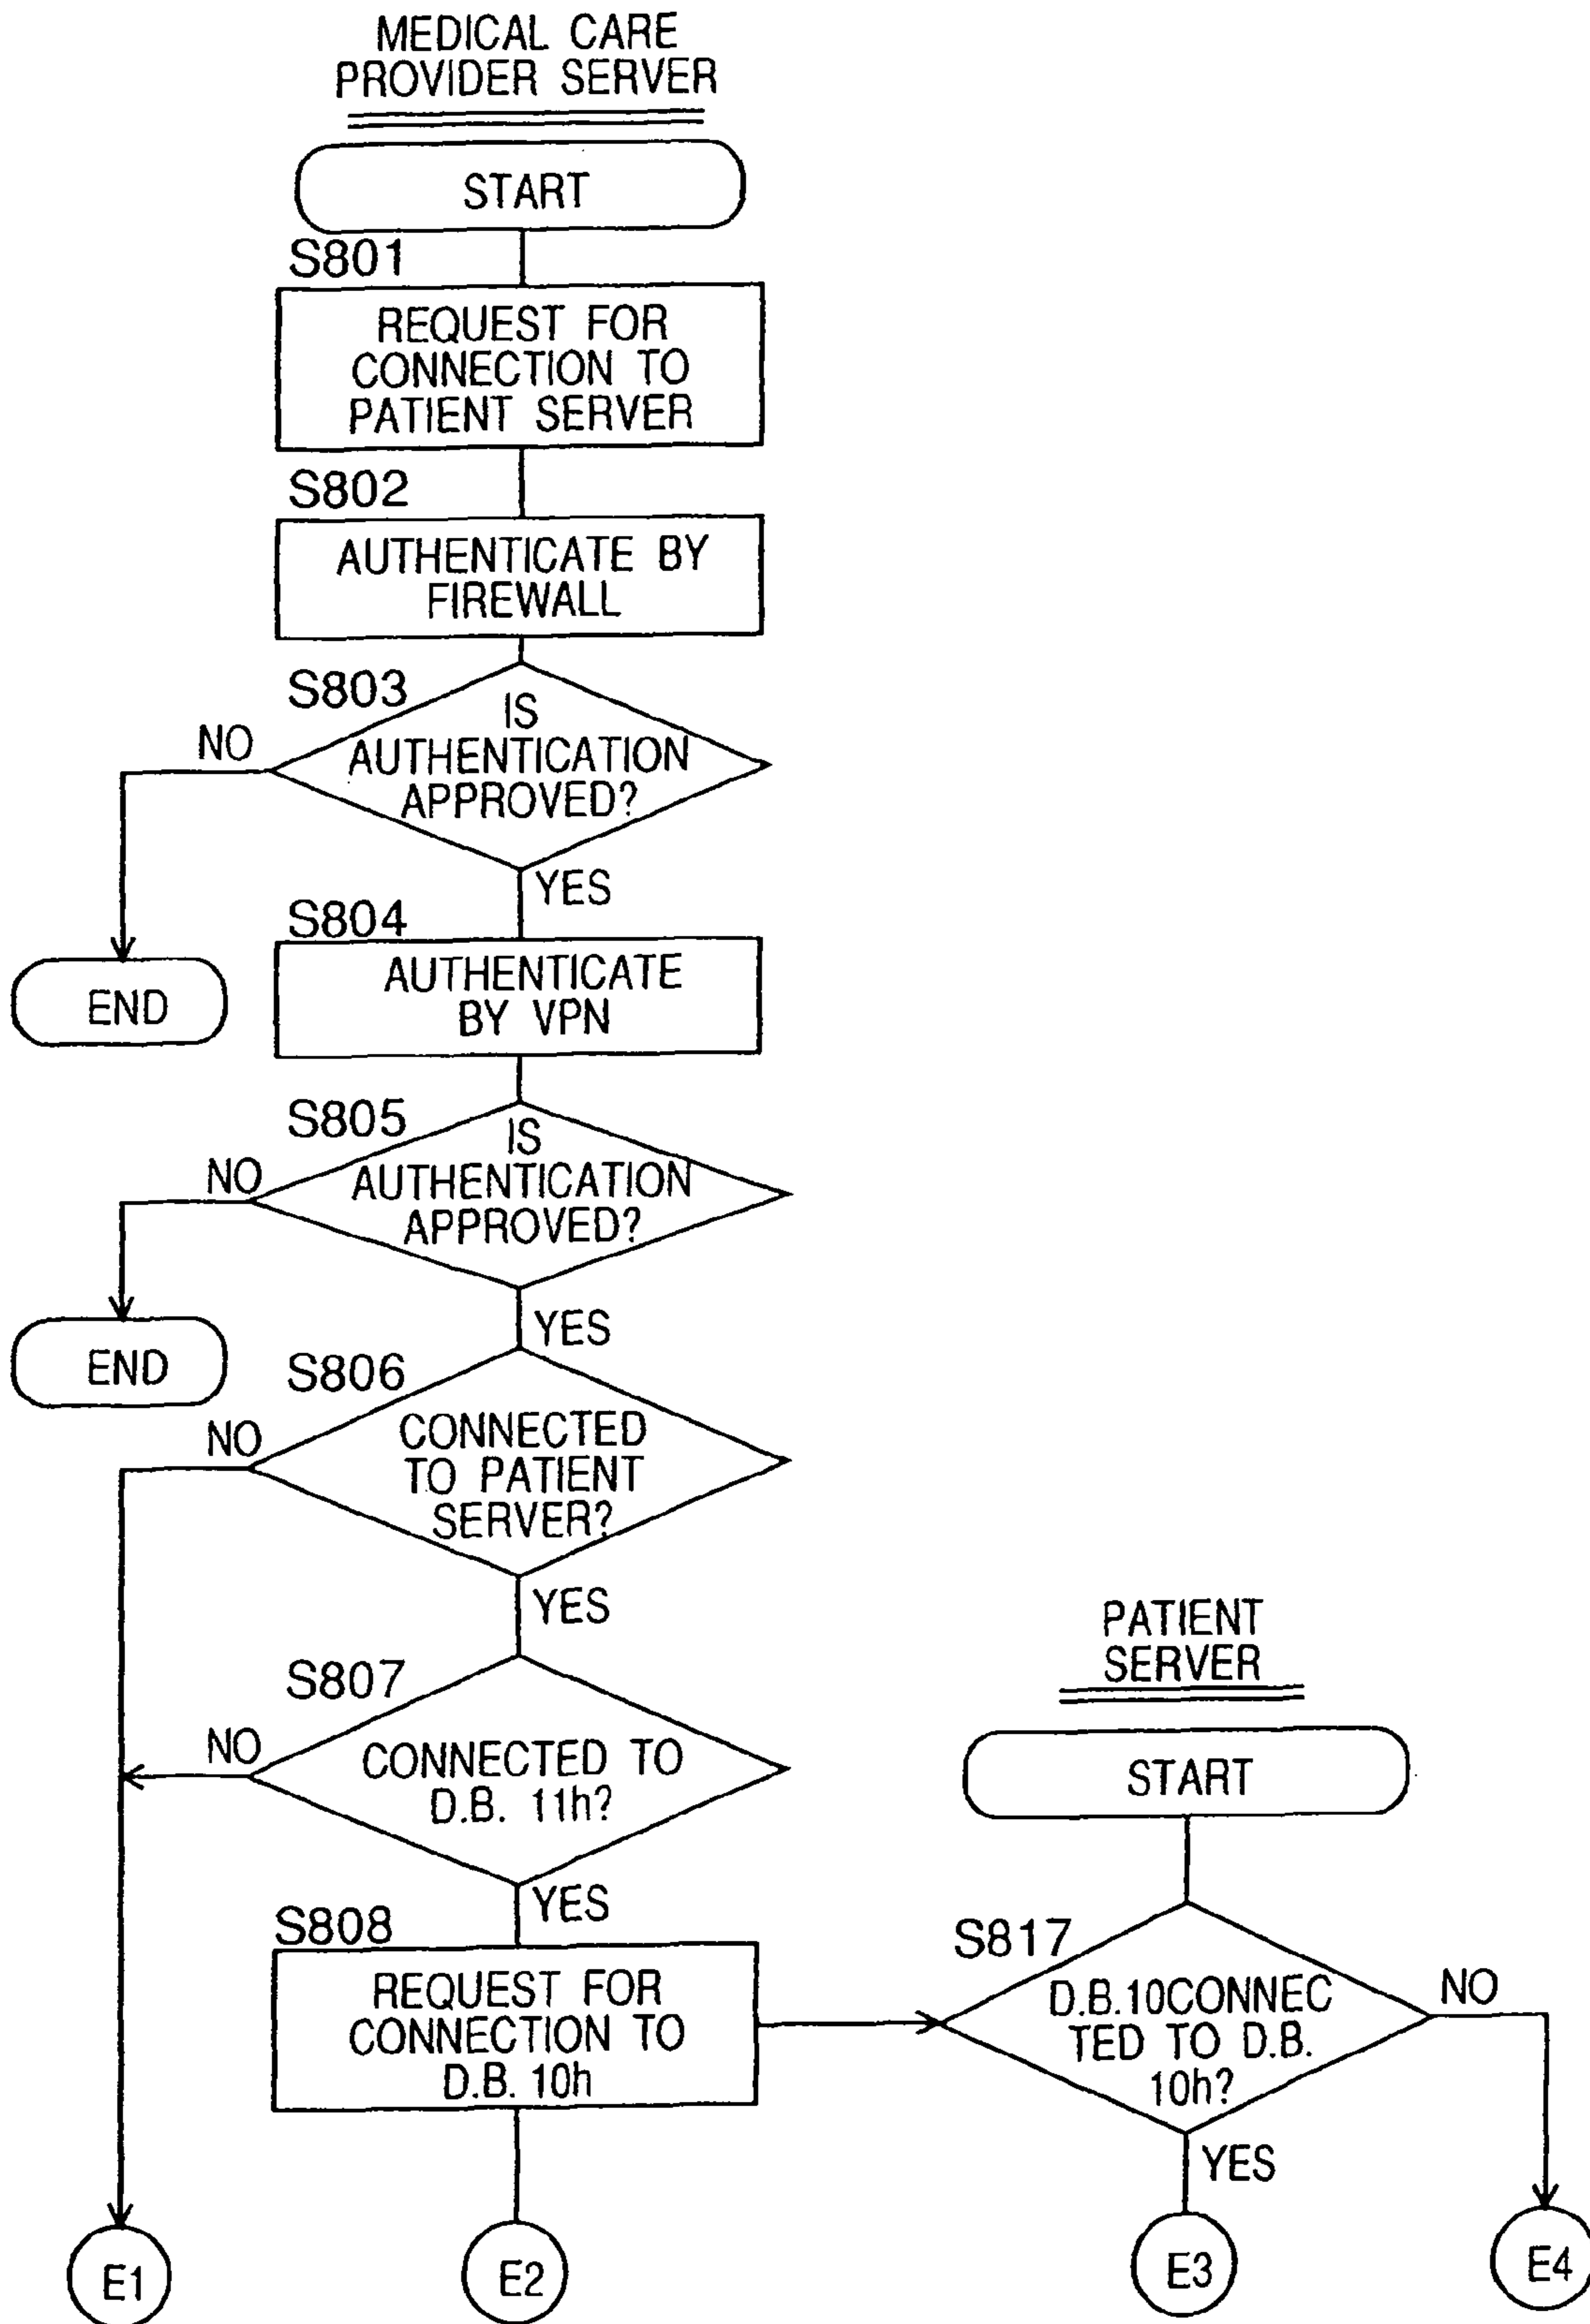 MEDICAL CARE
PROVIDER SERVER
START
S801
REQUEST FOR
CONNECTION TO
PATIENT SERVER
S802
AUTHENTICATE BY
FIREWALL
S803
IS
AUTHENTICATION
APPROVED?
NO
YES
END
S804
AUTHENTICATE
BY VPN
S805
IS
AUTHENTICATION
APPROVED?
NO
YES
END
S806
CONNECTED
TO PATIENT
SERVER?
NO
YES
S807
CONNECTED TO
D.B. 11h?
NO
YES
S808
REQUEST FOR
CONNECTION TO
D.B. 10h
PATIENT
SERVER
START
S817
D.B.10CONNEC
TED TO D.B.
10h?
NO
YES
E1
E2
E3
E4